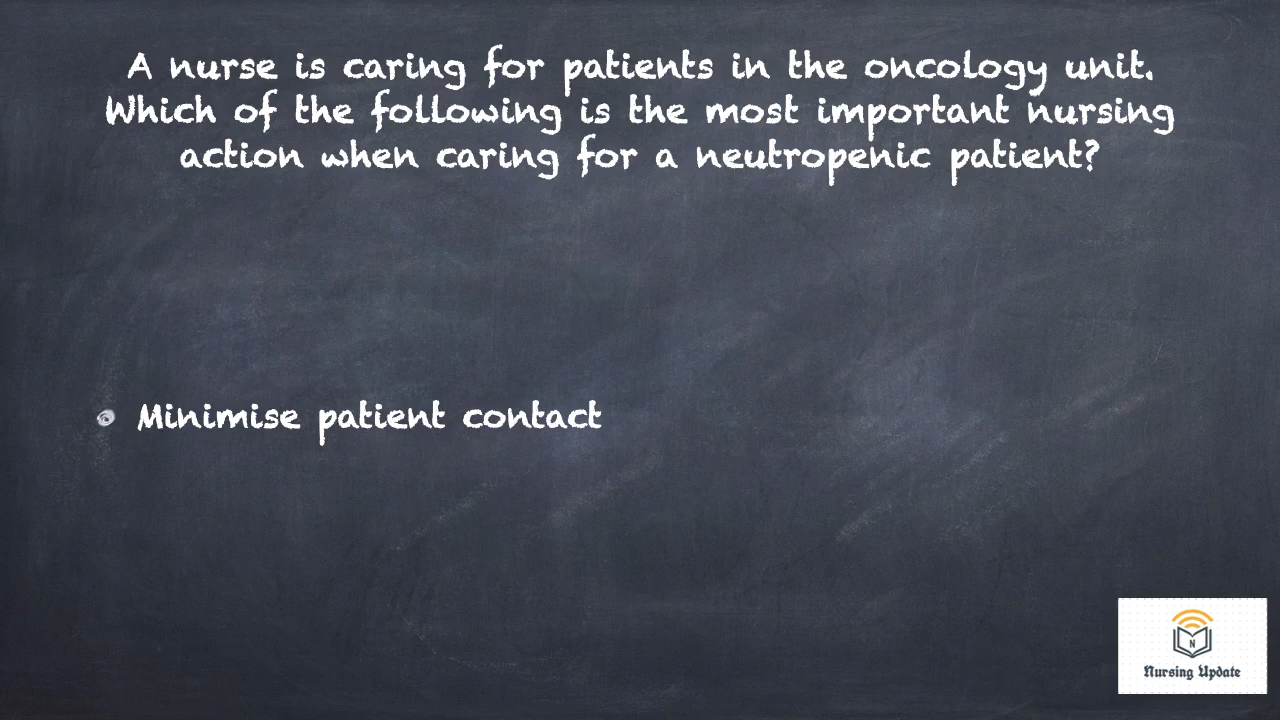 A nurse is caring for patients in the oncology unit.
Which of the following is the most important nursing
action when caring for a neutropenic patient?
Minimise patient contact
N
Nursing Update